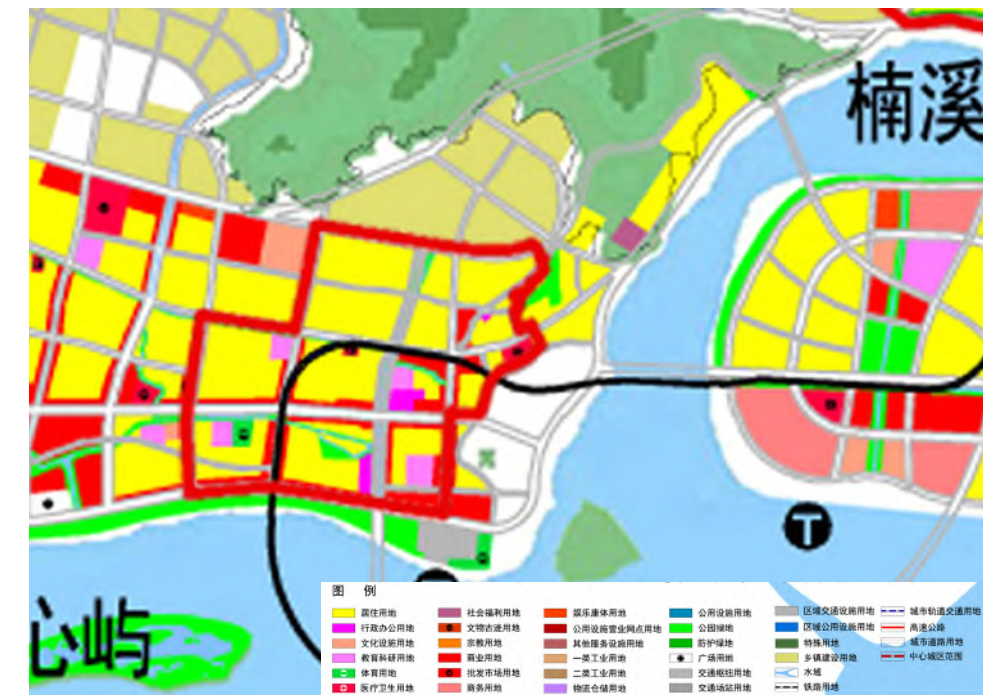 楠溪
T
心屿
图 例
居住用地 社会福利用地 娱乐康体用地 公用设施用地 区域交通设施用地 城市轨道交通用地
行政办公用地 文物古迹用地 公用设施营业网点用地 公园绿地 区域公用设施用地 高速公路
文化设施用地 宗教用地 其他服务设施用地 防护绿地 特殊用地 城市道路用地
教育科研用地 商业用地 一类工业用地 广场用地 乡镇建设用地 中心城区范围
体育用地 批发市场用地 二类工业用地 交通枢纽用地 水域
医疗卫生用地 商务用地 物流仓储用地 交通场站用地 铁路用地